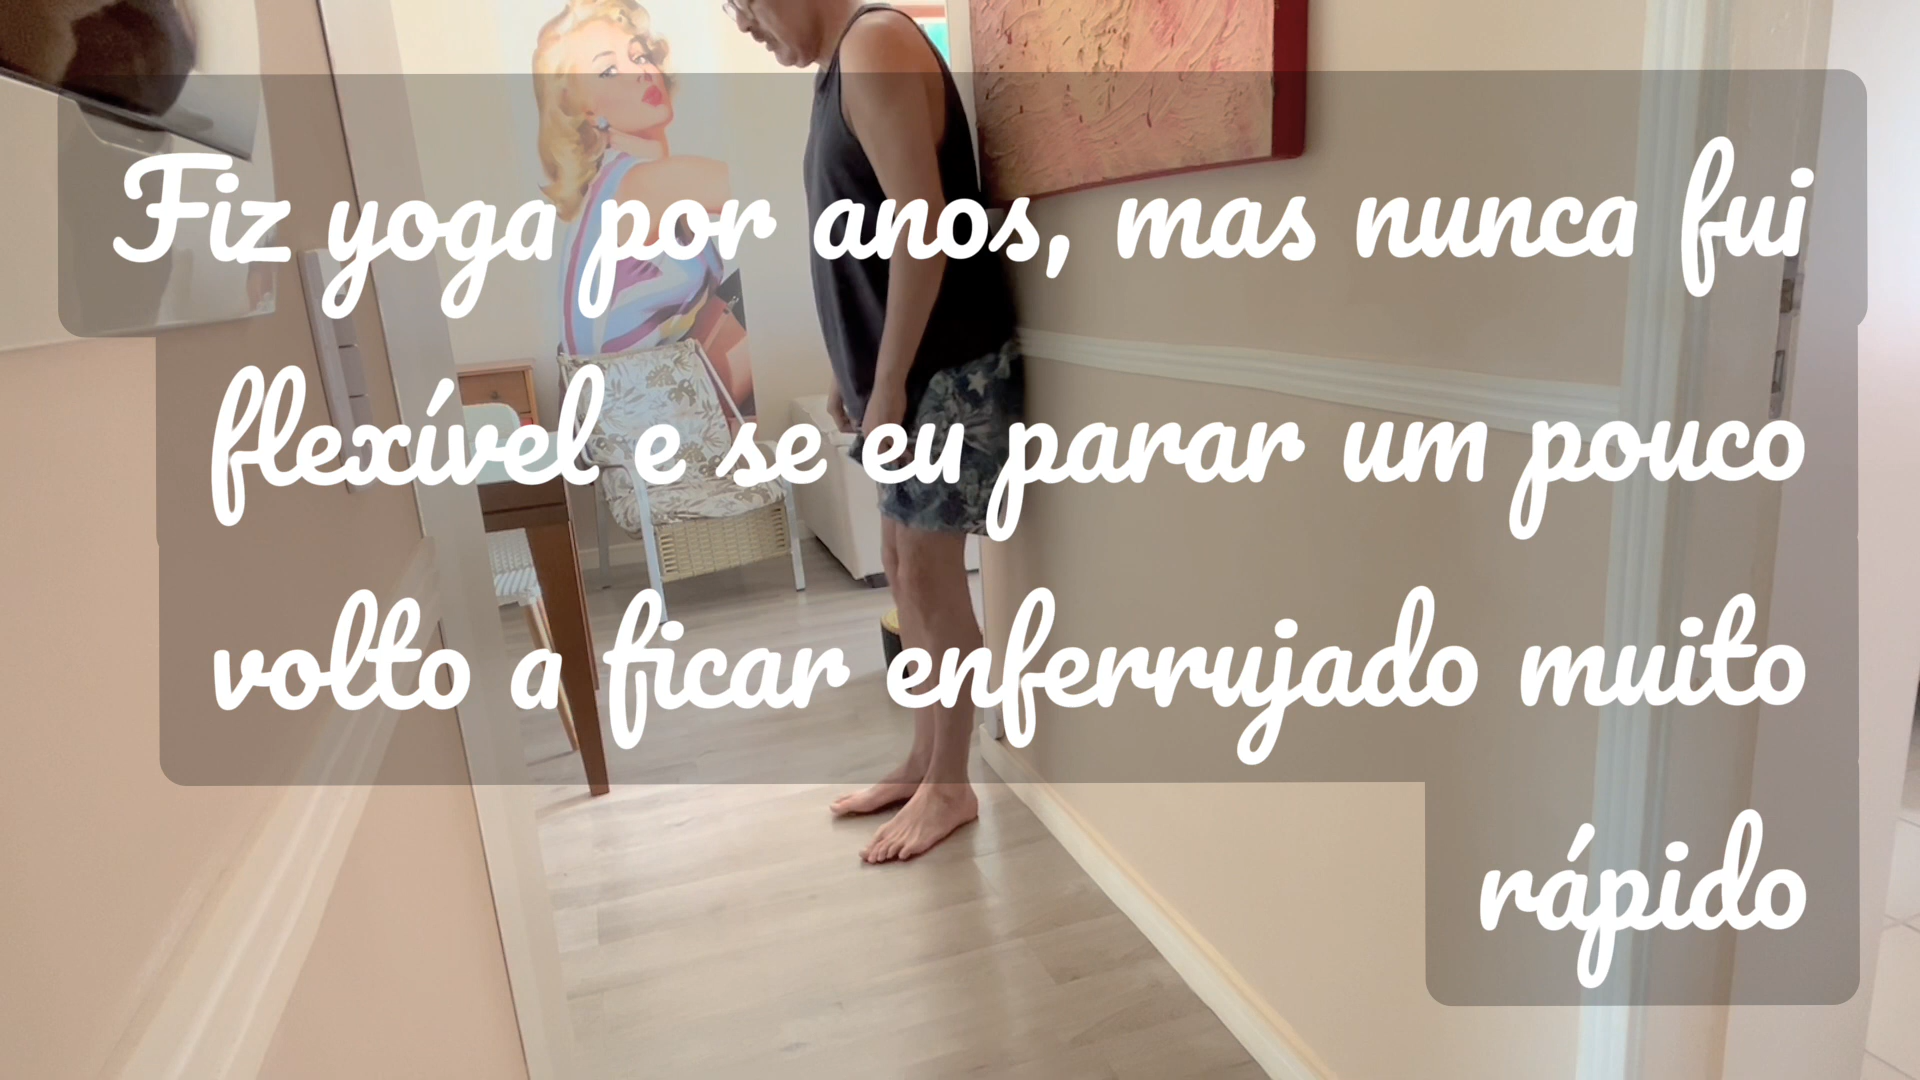 Fiz yoga por anos, mas nunca fui
flexível e se eu parar um pouco
volto a ficar enferrujado muito
rápido